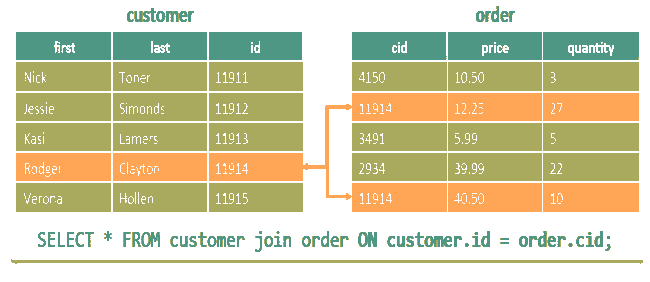 customer order
first last id cid price quantity
Nick Toner 11911 4150 10.50 3
Jessie Simonds 11912 11914 12.25 27
Kasi Lamers 11913 3491 5.99 5
Rodger Clayton 11914 2934 39.99 22
Verona Hollen 11915 11914 40.50 10
SELECT * FROM customer join order ON customer.id = order.cid;